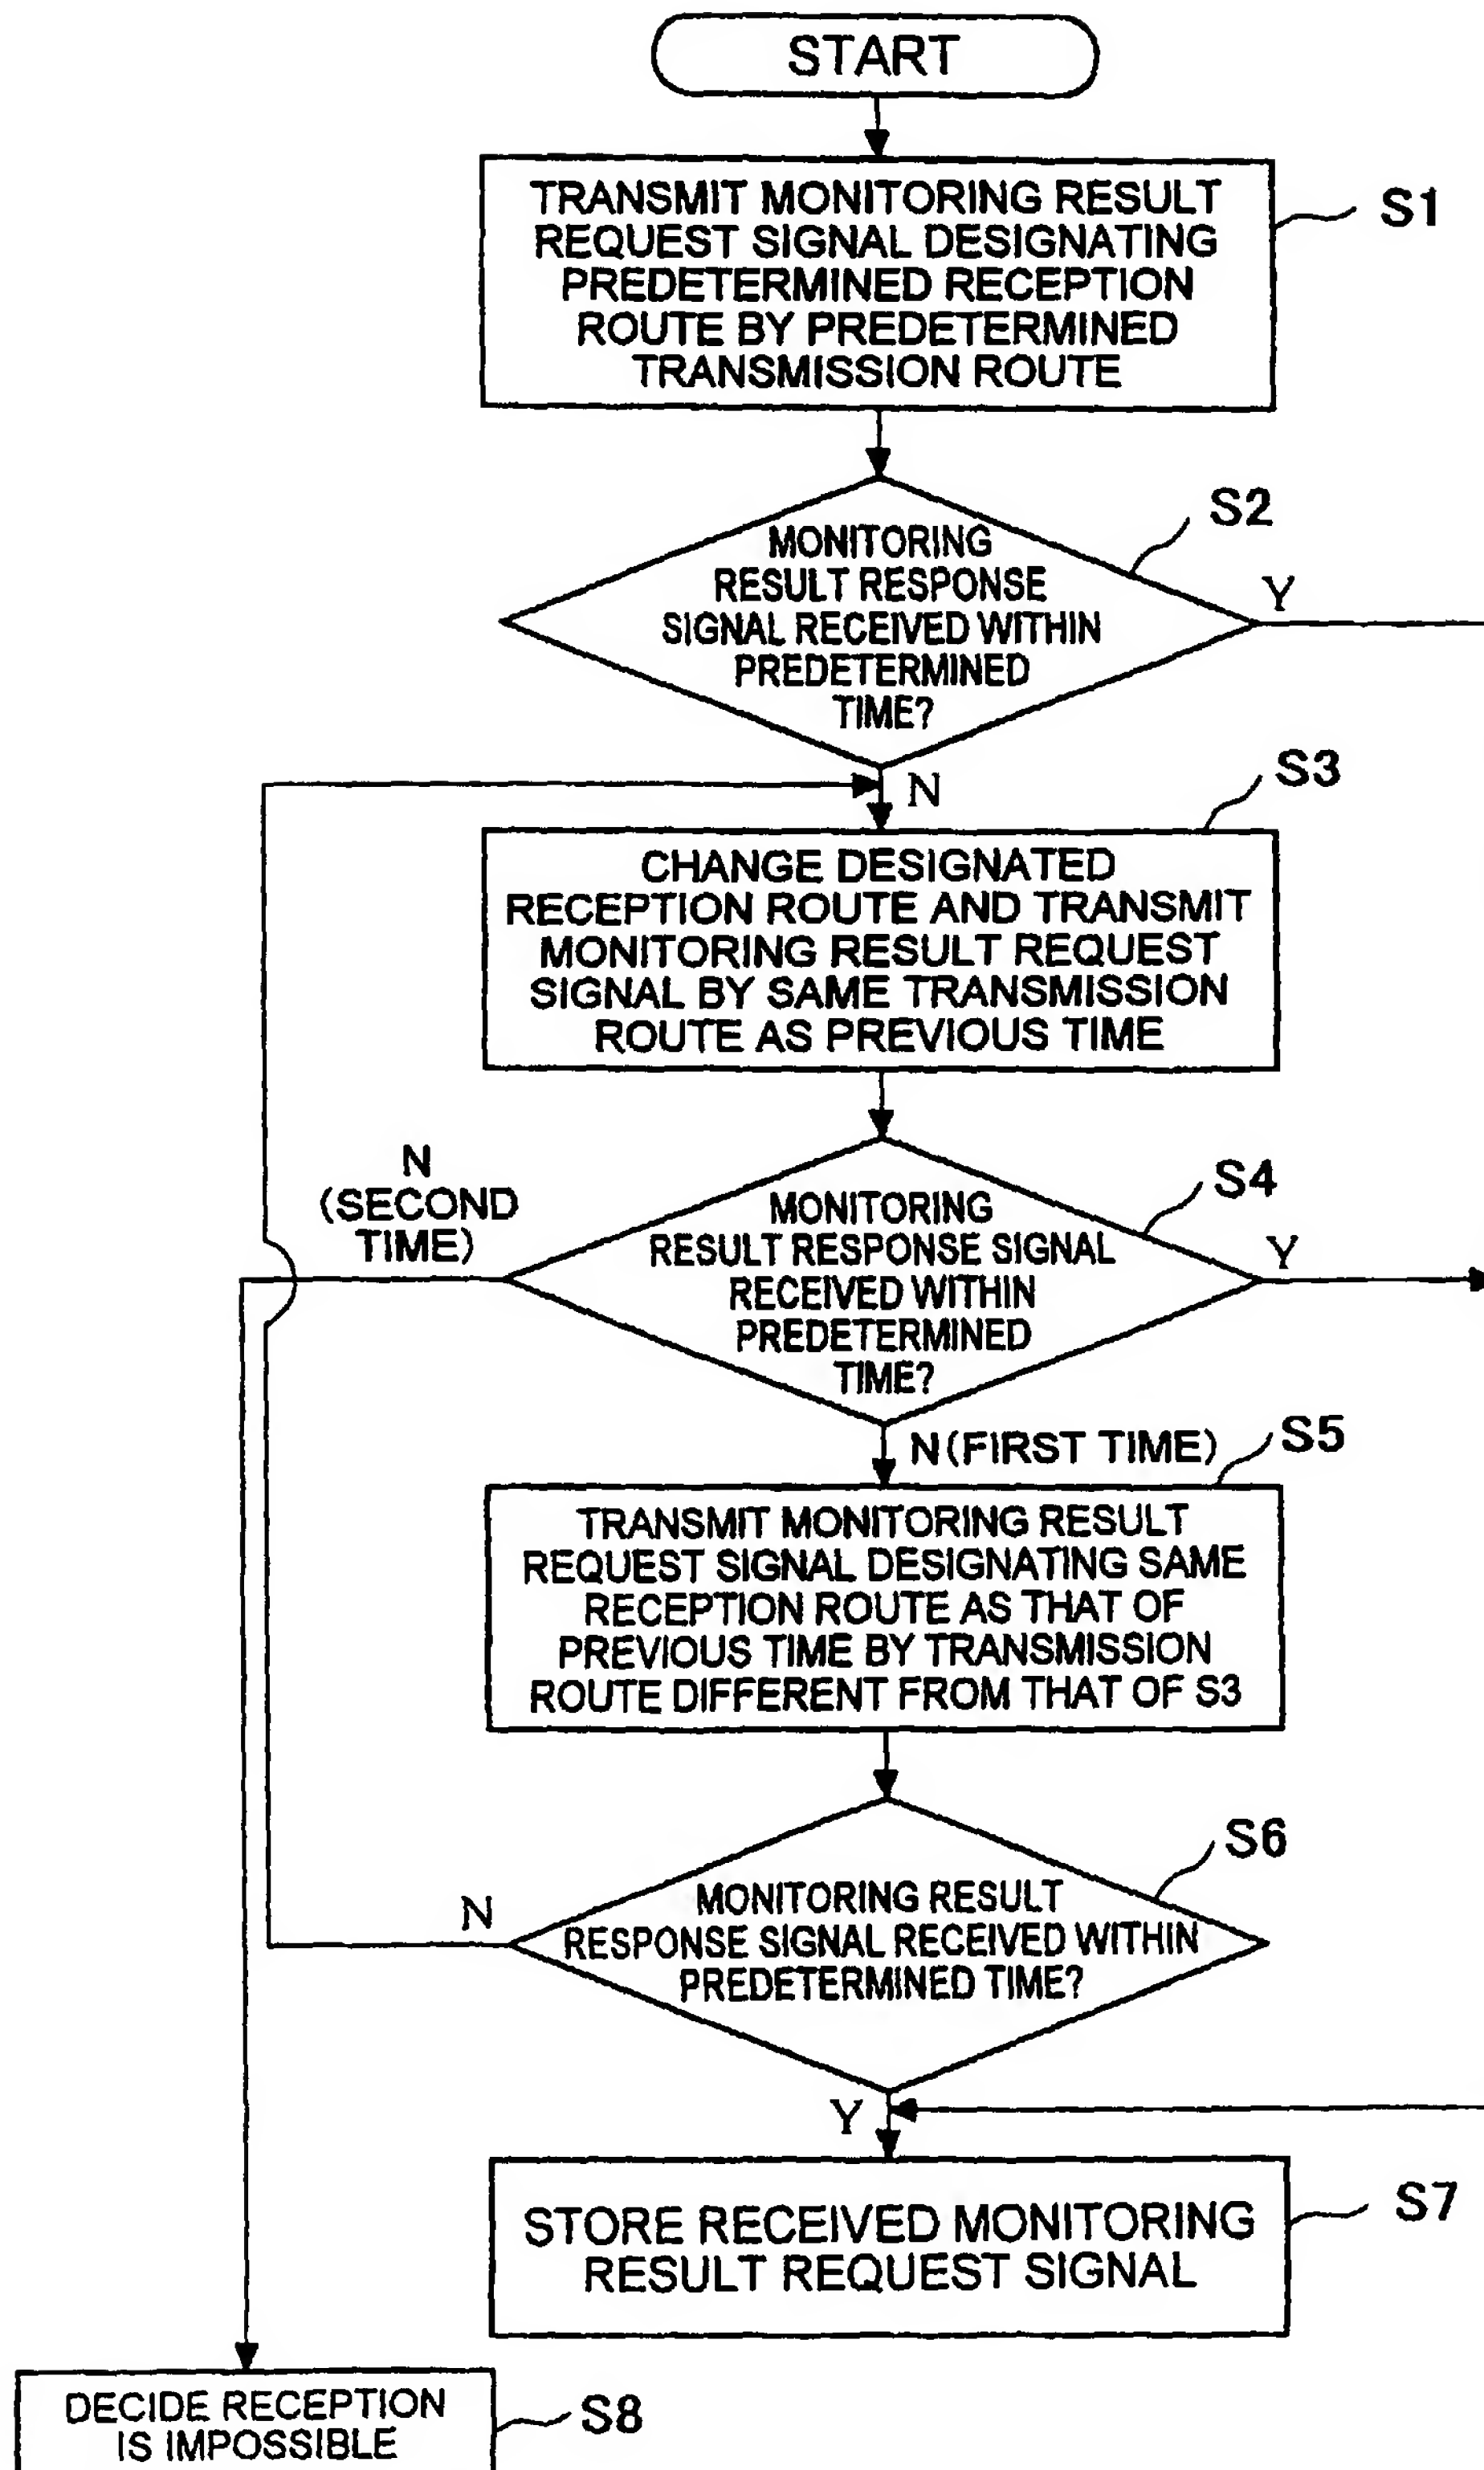 START
TRANSMIT MONITORING RESULT
REQUEST SIGNAL DESIGNATING
PREDETERMINED RECEPTION
ROUTE BY PREDETERMINED
TRANSMISSION ROUTE
S1
S2
MONITORING
RESULT RESPONSE
SIGNAL RECEIVED WITHIN
PREDETERMINED
TIME?
Y
N
S3
CHANGE DESIGNATED
RECEPTION ROUTE AND TRANSMIT
MONITORING RESULT REQUEST
SIGNAL BY SAME TRANSMISSION
ROUTE AS PREVIOUS TIME
N
(SECOND
TIME)
S4
MONITORING
RESULT RESPONSE SIGNAL
RECEIVED WITHIN
PREDETERMINED
TIME?
Y
N(FIRST TIME)
S5
TRANSMIT MONITORING RESULT
REQUEST SIGNAL DESIGNATING SAME
RECEPTION ROUTE AS THAT OF
PREVIOUS TIME BY TRANSMISSION
ROUTE DIFFERENT FROM THAT OF S3
S6
MONITORING RESULT
RESPONSE SIGNAL RECEIVED WITHIN
PREDETERMINED TIME?
N
Y
STORE RECEIVED MONITORING
RESULT REQUEST SIGNAL
S7
DECIDE RECEPTION
IS IMPOSSIBLE
S8